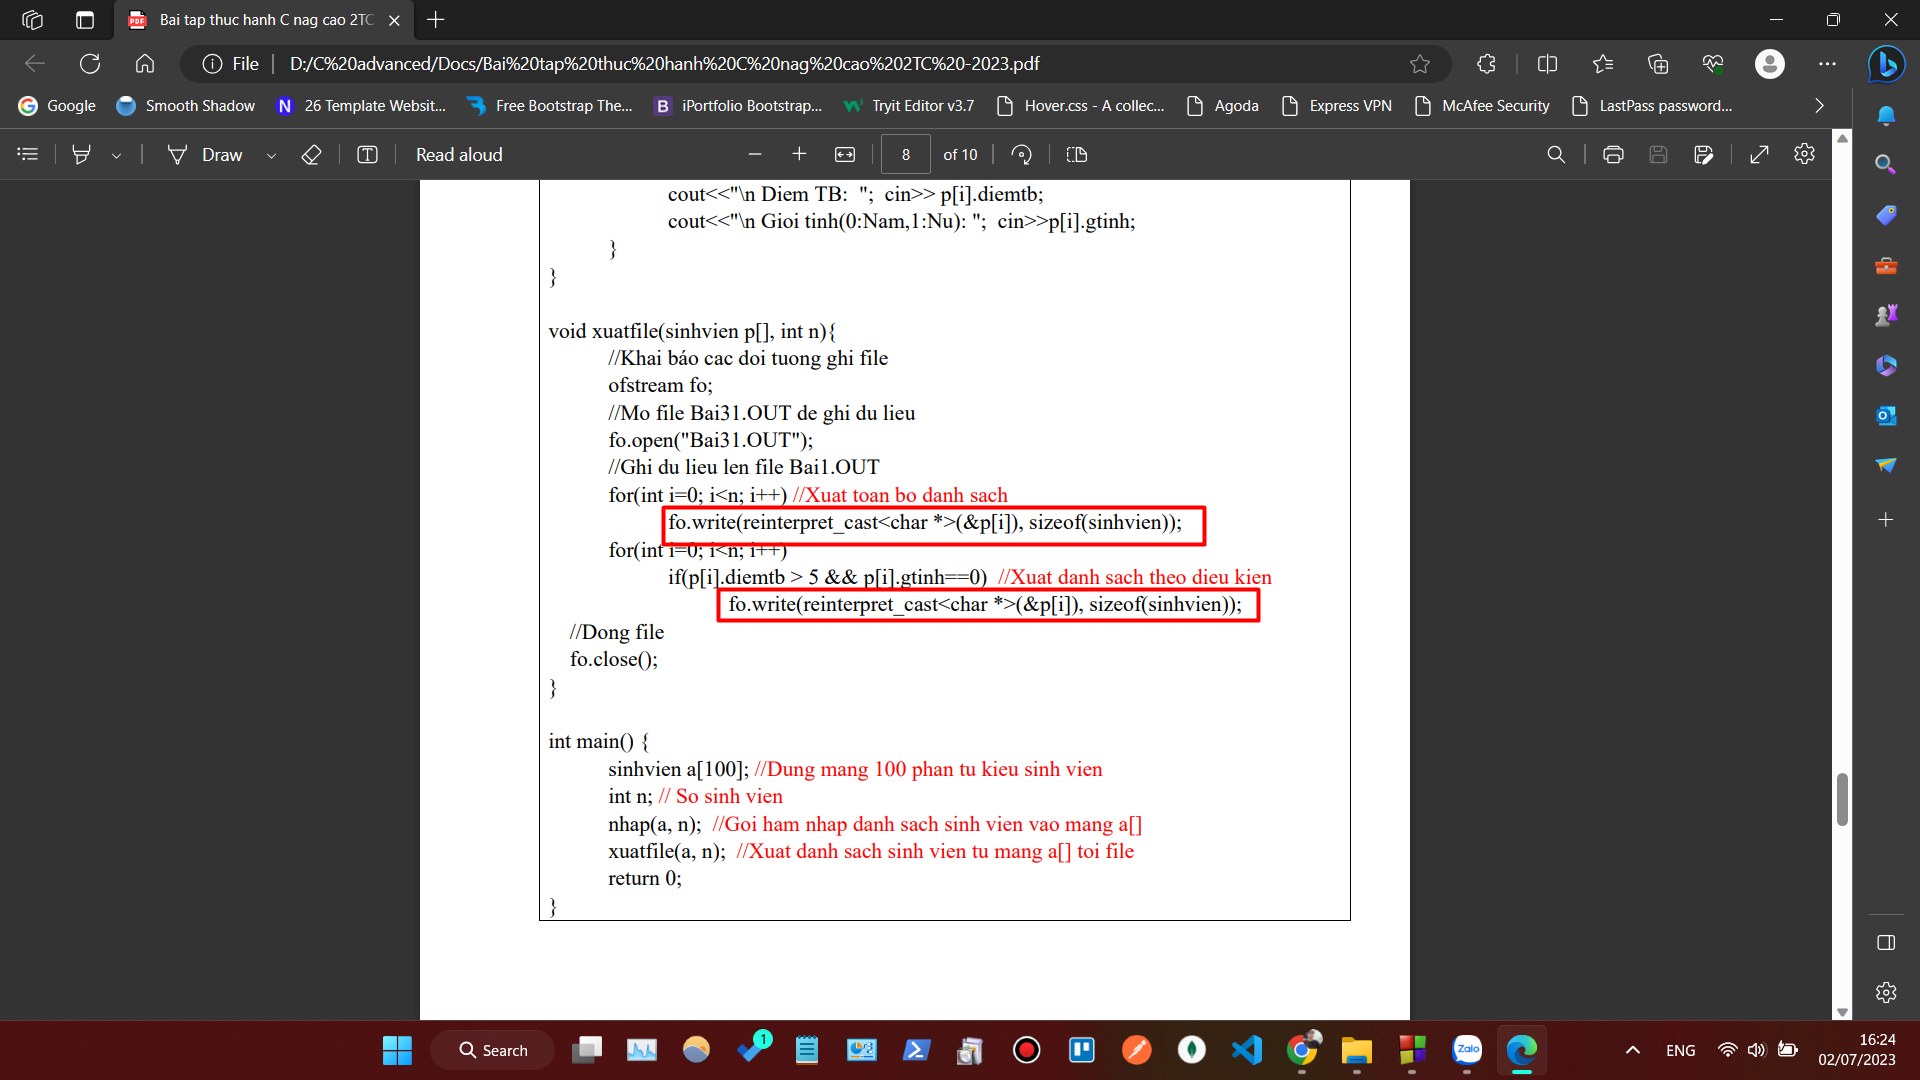 Bai tap thuc hanh C nag cao 2TC
File
D:/C%20advanced/Docs/Bai%20tap%20thuc%20hanh%20C%20nag%20cao%202TC%20-2023.pdf
Google
Smooth Shadow
N
26 Template Websit...
Free Bootstrap The...
B
iPortfolio Bootstrap...
Tryit Editor v3.7
Hover.css - A collec...
Agoda
Express VPN
McAfee Security
LastPass password...
Draw
Read aloud
8
of 10
cout<<"\n Diem TB:  ";  cin>> p[i].diemtb;
cout<<"\n Gioi tinh(0:Nam,1:Nu): ";  cin>>p[i].gtinh;
}
}
void xuatfile(sinhvien p[], int n){
//Khai báo cac doi tuong ghi file
ofstream fo;
//Mo file Bai31.OUT de ghi du lieu
fo.open("Bai31.OUT");
//Ghi du lieu len file Bai1.OUT
for(int i=0; i<n; i++) //Xuat toan bo danh sach
fo.write(reinterpret_cast<char *>(&p[i]), sizeof(sinhvien));
for(int i=0; i<n; i++)
if(p[i].diemtb > 5 && p[i].gtinh==0)  //Xuat danh sach theo dieu kien
fo.write(reinterpret_cast<char *>(&p[i]), sizeof(sinhvien));
//Dong file
fo.close();
}
int main() {
sinhvien a[100]; //Dung mang 100 phan tu kieu sinh vien
int n; // So sinh vien
nhap(a, n);  //Goi ham nhap danh sach sinh vien vao mang a[]
xuatfile(a, n);  //Xuat danh sach sinh vien tu mang a[] toi file
return 0;
}
Search
1
Zalo
ENG
16:24
02/07/2023